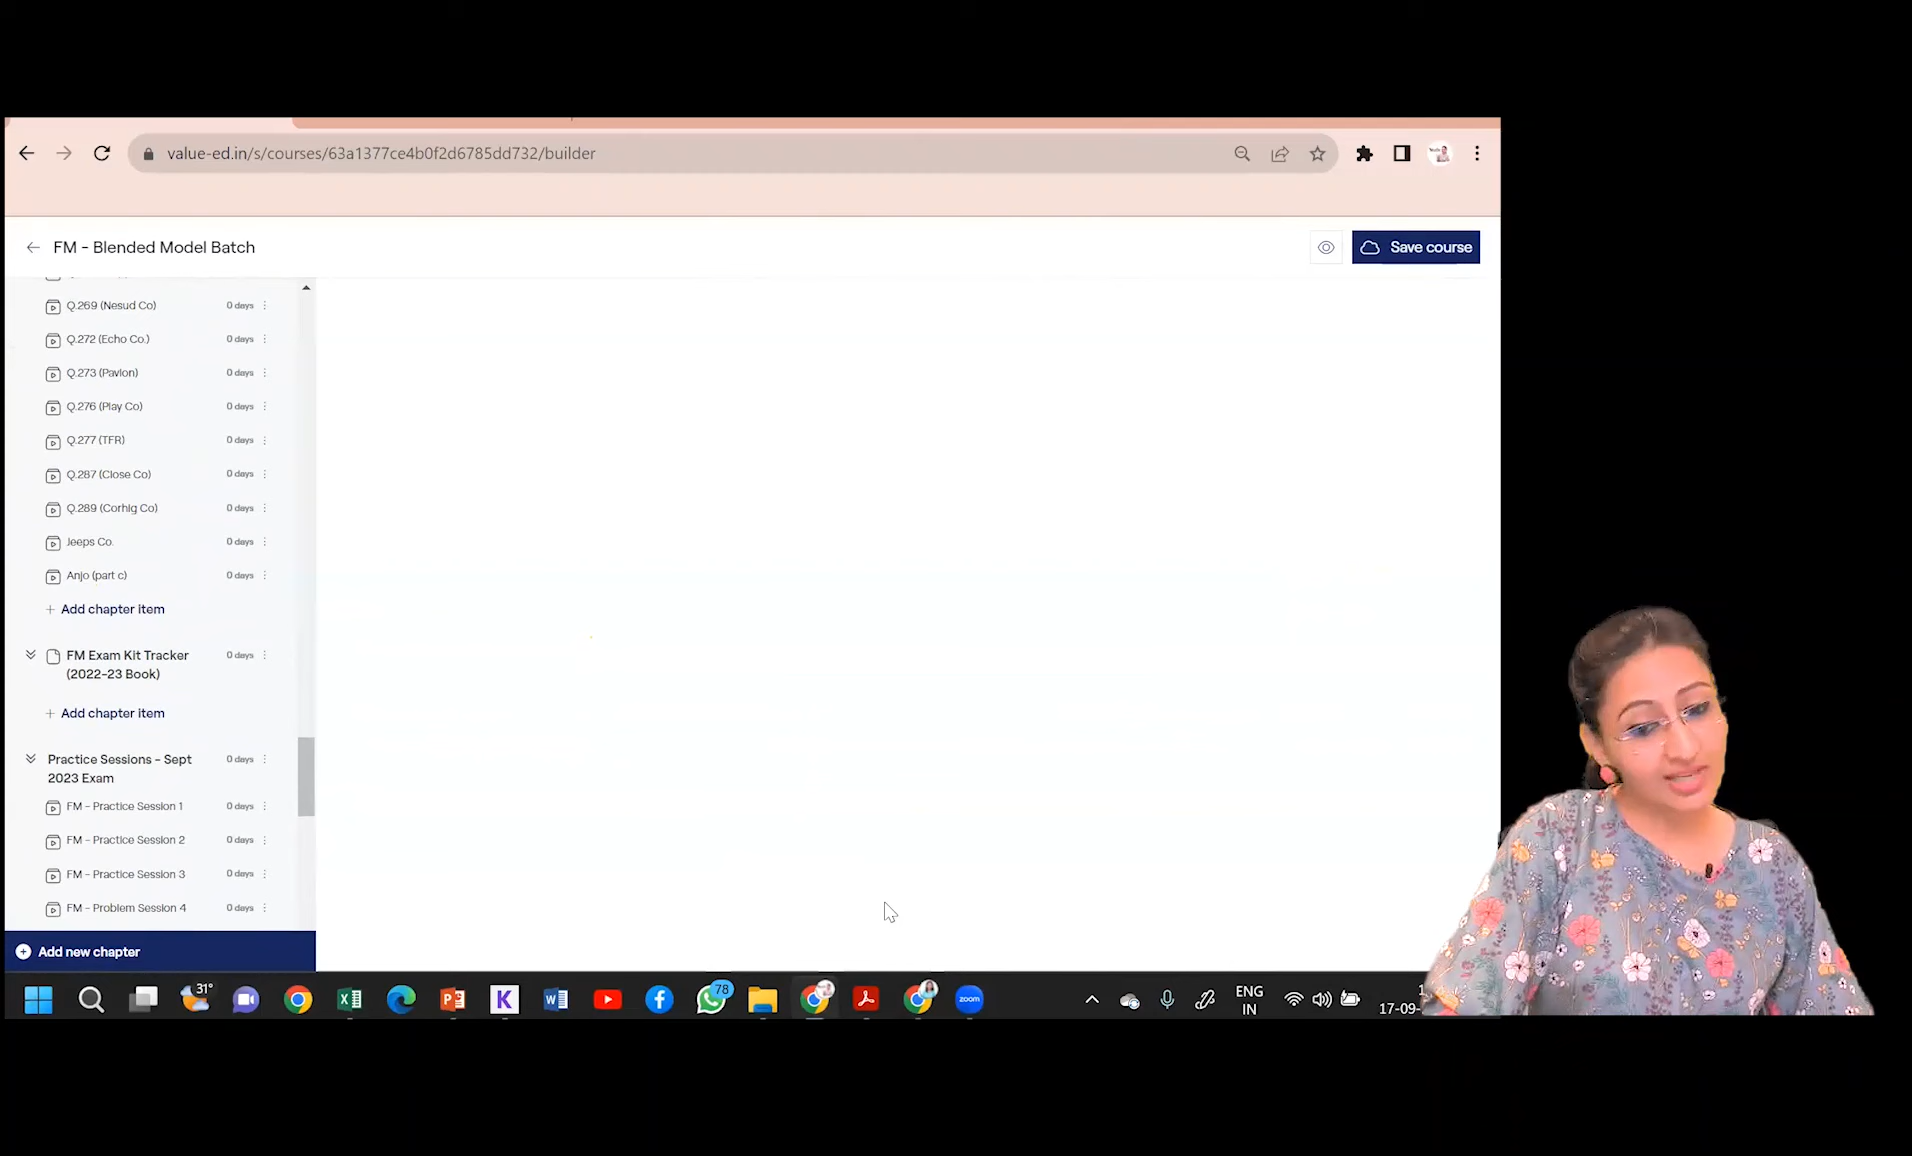 value-ed.in/s/courses/63a1377ce4b0f2d6785dd732/builder
FM - Blended Model Batch
Save course
Q.269 (Nesud Co) 0 days
Q.272 (Echo Co.) 0 days
Q.273 (Pavlon) 0 days
Q.276 (Play Co) 0 days
Q.277 (TFR) 0 days
Q.287 (Close Co) 0 days
Q.289 (Corhig Co) 0 days
Jeeps Co. 0 days
Anjo (part c) 0 days
+ Add chapter item
FM Exam Kit Tracker 0 days
(2022-23 Book)
+ Add chapter item
Practice Sessions - Sept 0 days
2023 Exam
FM - Practice Session 1 0 days
FM - Practice Session 2 0 days
FM - Practice Session 3 0 days
FM - Problem Session 4 0 days
Add new chapter
31°
78
zoom
ENG
IN
17-09-